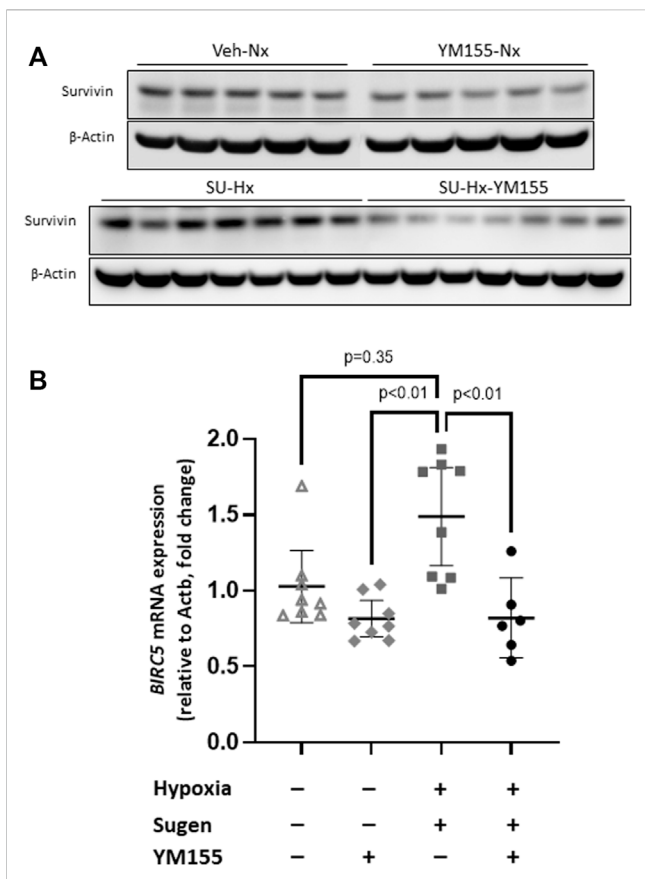 A
Veh-Nx YM155-Nx
Survivin
β-Actin
SU-Hx SU-Hx-YM155
Survivin
β-Actin
B
p=0.35
p<0.01 p<0.01
BIRC5 mRNA expression
(relative to Actb, fold change)
2.0
1.5
1.0
0.5
0.0
Hypoxia − − + +
Sugen − − + +
YM155 − + − +